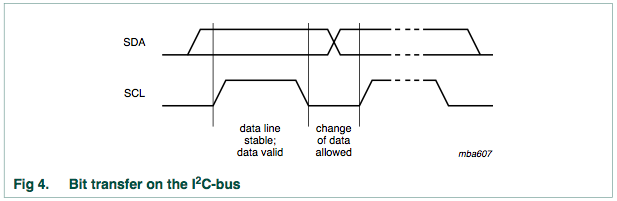 SDA
SCL
data line
stable;
data valid
change
of data
allowed
mba607
Fig 4. Bit transfer on the I²C-bus